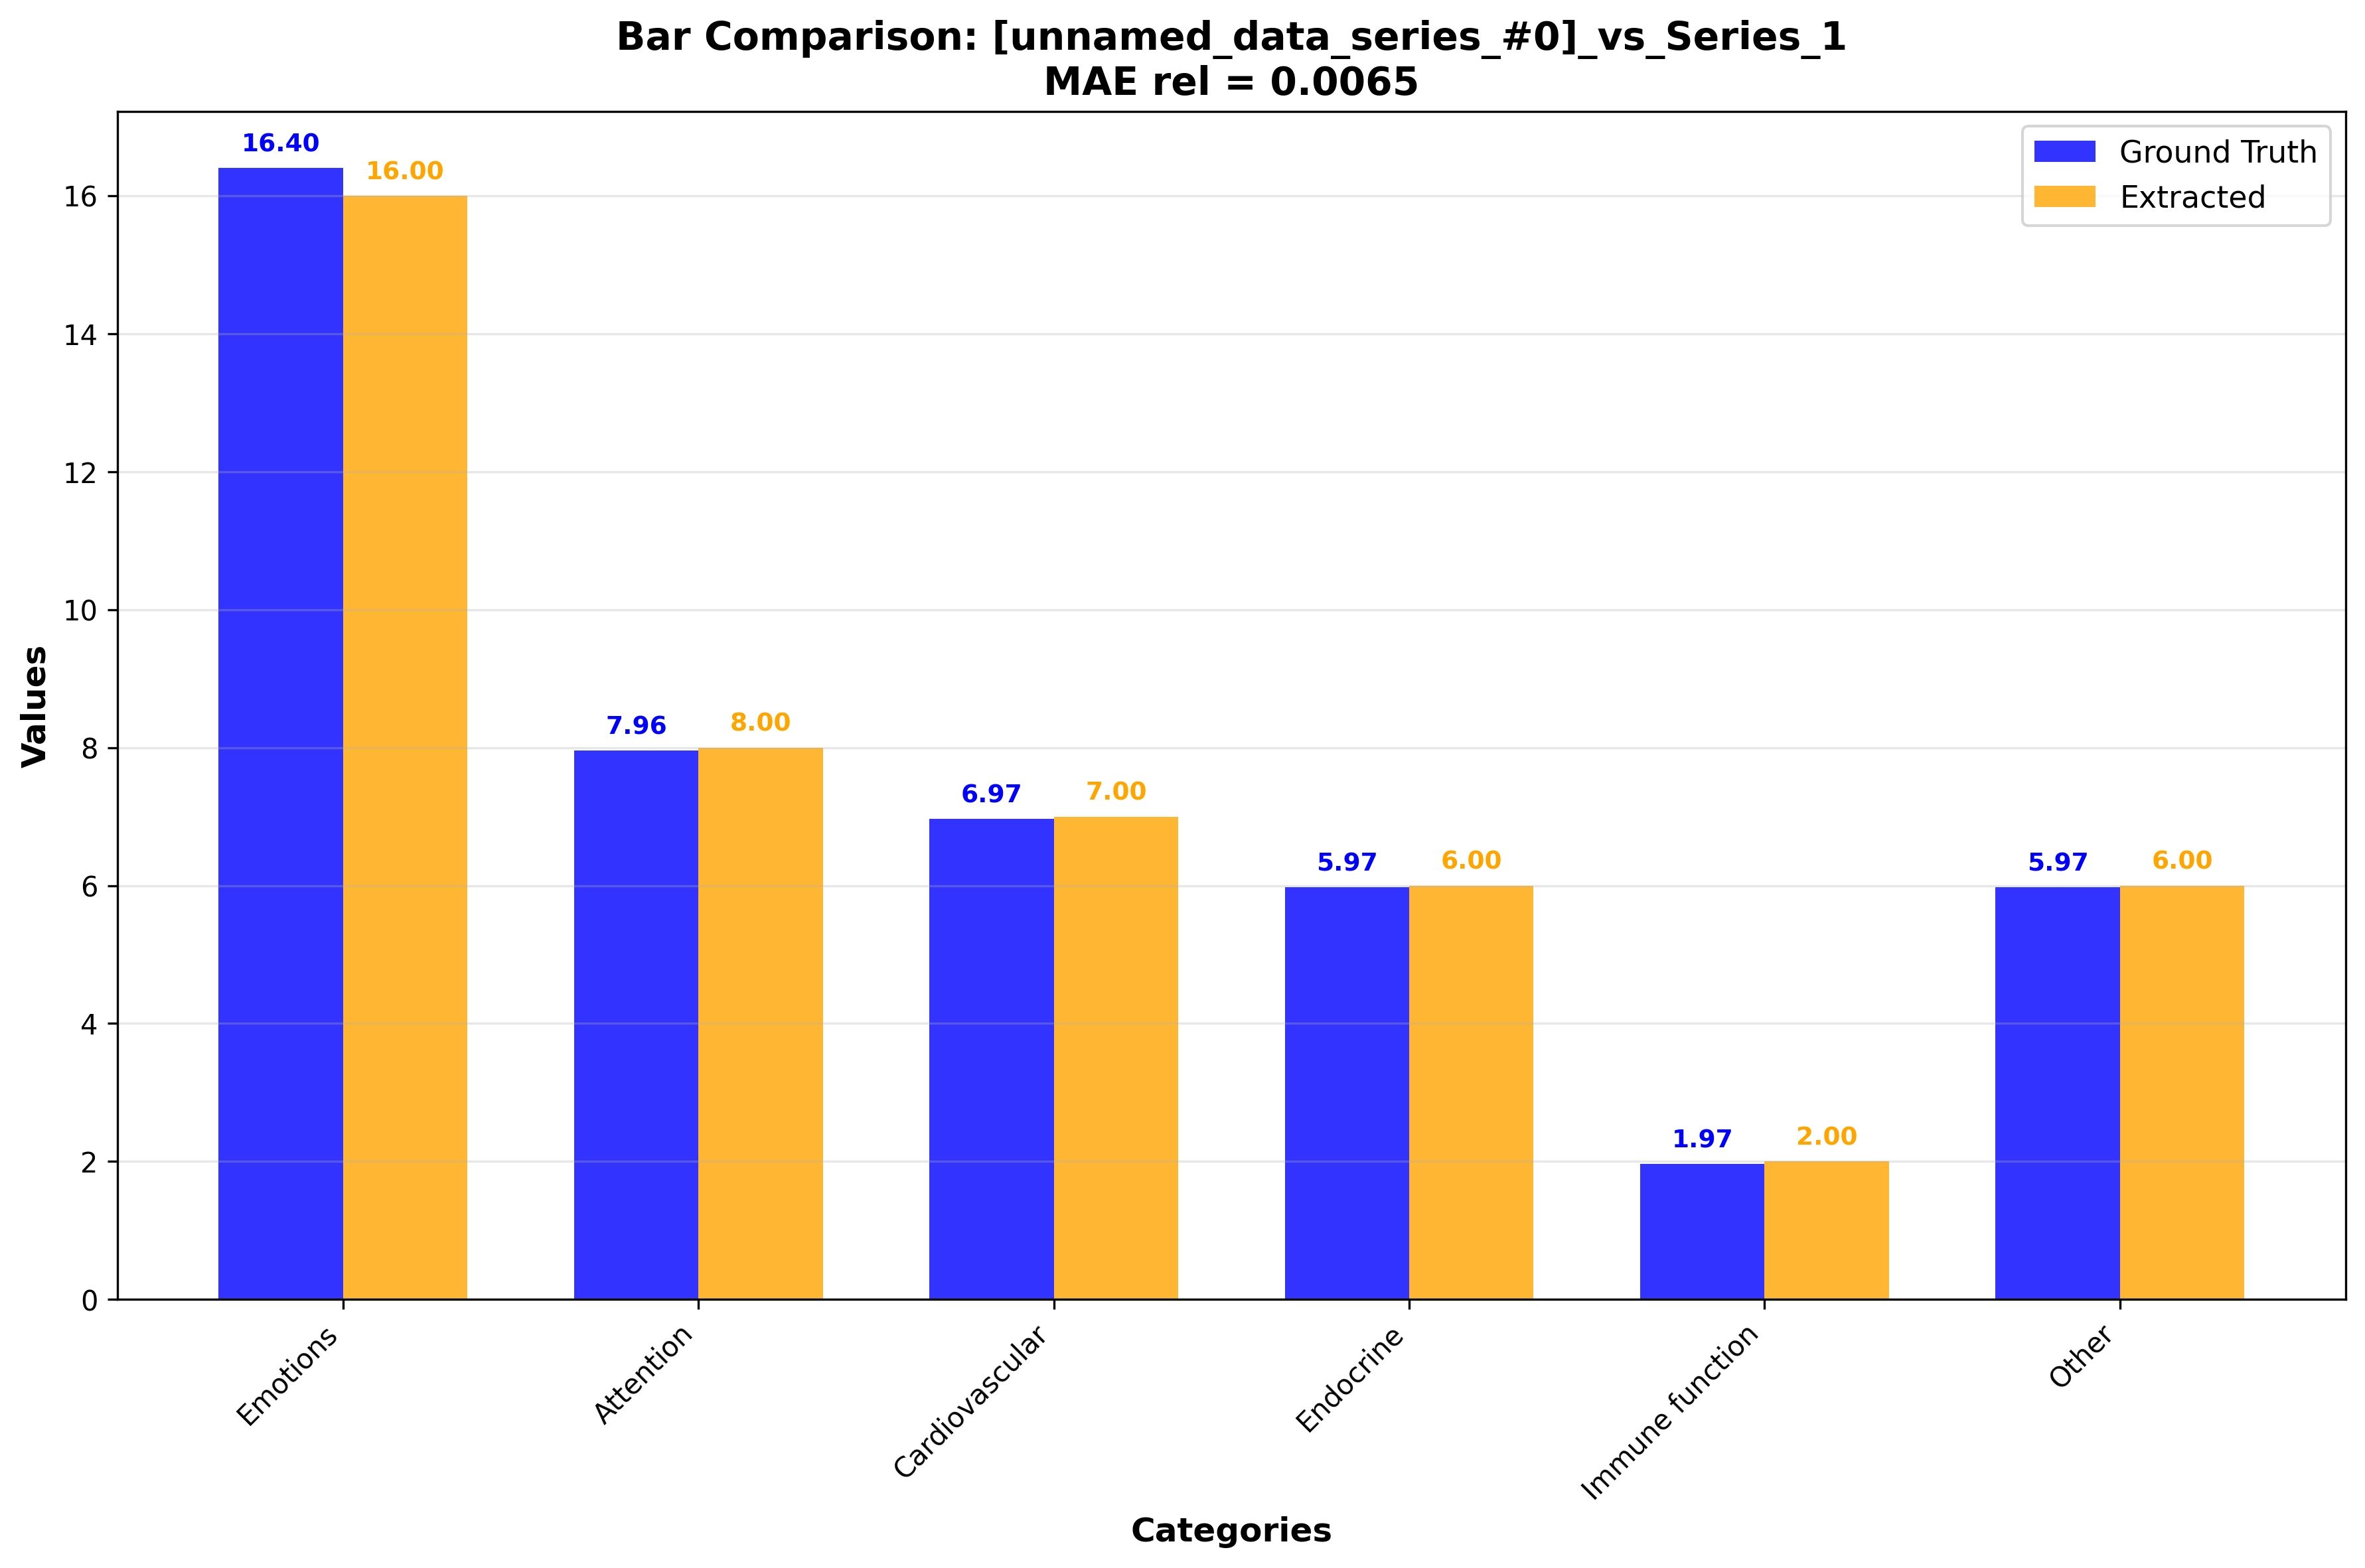 Bar Comparison: [unnamed_data_series_#0]_vs_Series_1
MAE rel = 0.0065
Ground Truth
Extracted
Values
16
14
12
10
8
6
4
2
0
16.40
16.00
7.96
8.00
6.97
7.00
5.97
6.00
1.97
2.00
5.97
6.00
Emotions
Attention
Cardiovascular
Endocrine
Immune function
Other
Categories